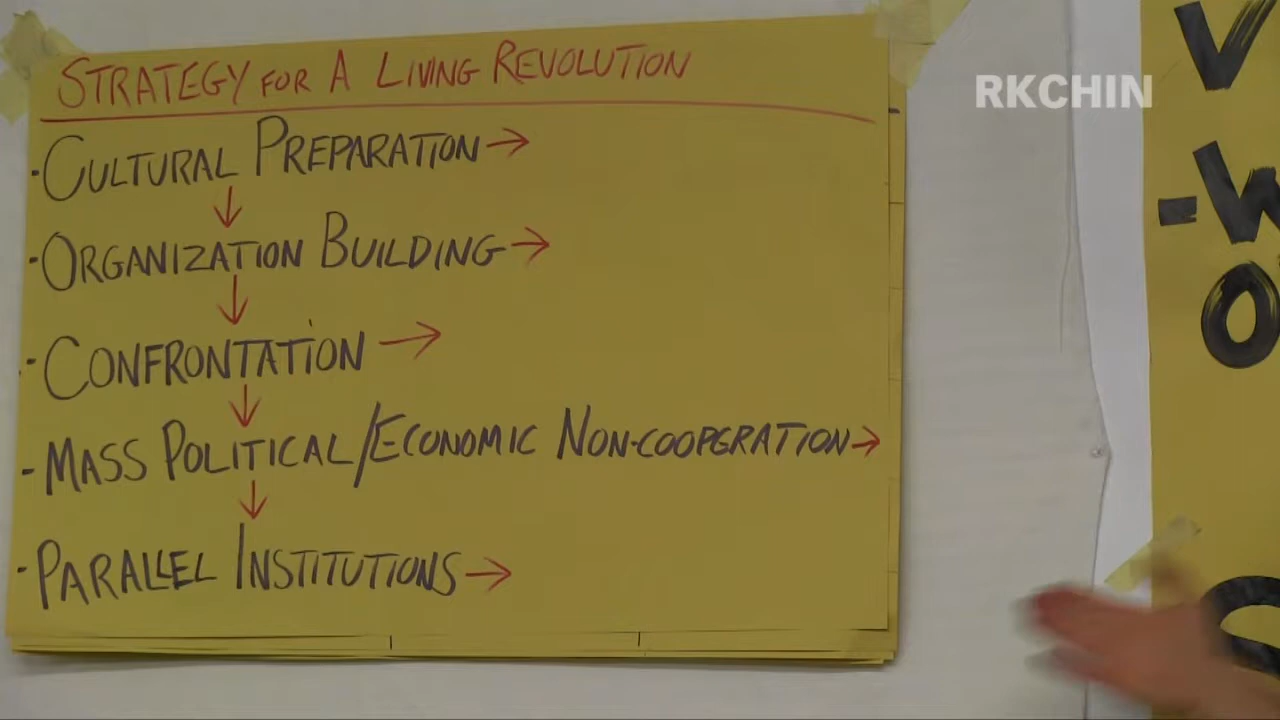 STRATEGY FOR A LIVING REVOLUTION
· CULTURAL PREPARATION →
↓
· ORGANIZATION BUILDING →
↓
· CONFRONTATION →
↓
- MASS POLITICAL/ECONOMIC NON-COOPERATION →
↓
· PARALLEL INSTITUTIONS →
RKCHIN